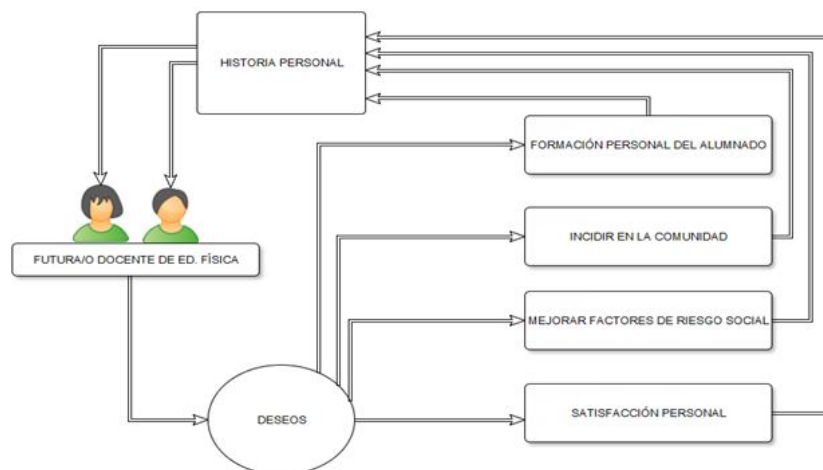 HISTORIA PERSONAL
FORMACIÓN PERSONAL DEL ALUMNADO
INCIDIR EN LA COMUNIDAD
FUTURA/O DOCENTE DE ED. FÍSICA
MEJORAR FACTORES DE RIESGO SOCIAL
DESEOS
SATISFACCIÓN PERSONAL